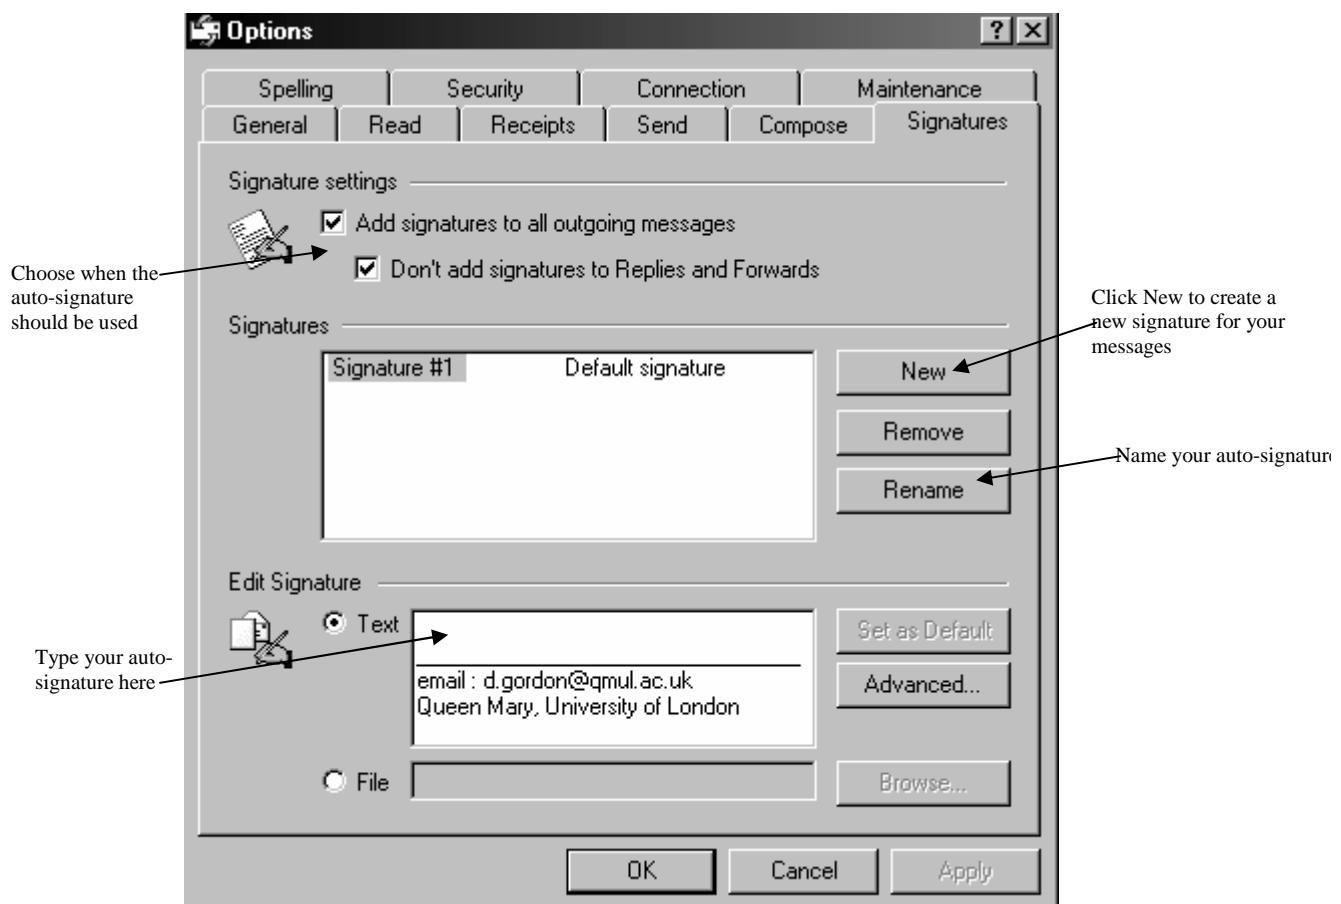 Options
Spelling Security Connection Maintenance
General Read Receipts Send Compose Signatures
Signature settings
Add signatures to all outgoing messages
Don't add signatures to Replies and Forwards
Choose when the
auto-signature
should be used
Signatures
Signature #1 Default signature
New
Remove
Rename
Click New to create a
new signature for your
messages
Name your auto-signature
Edit Signature
Text
email : d.gordon@qmul.ac.uk
Queen Mary, University of London
Set as Default
Advanced...
Type your auto-
signature here
File
Browse...
OK Cancel Apply